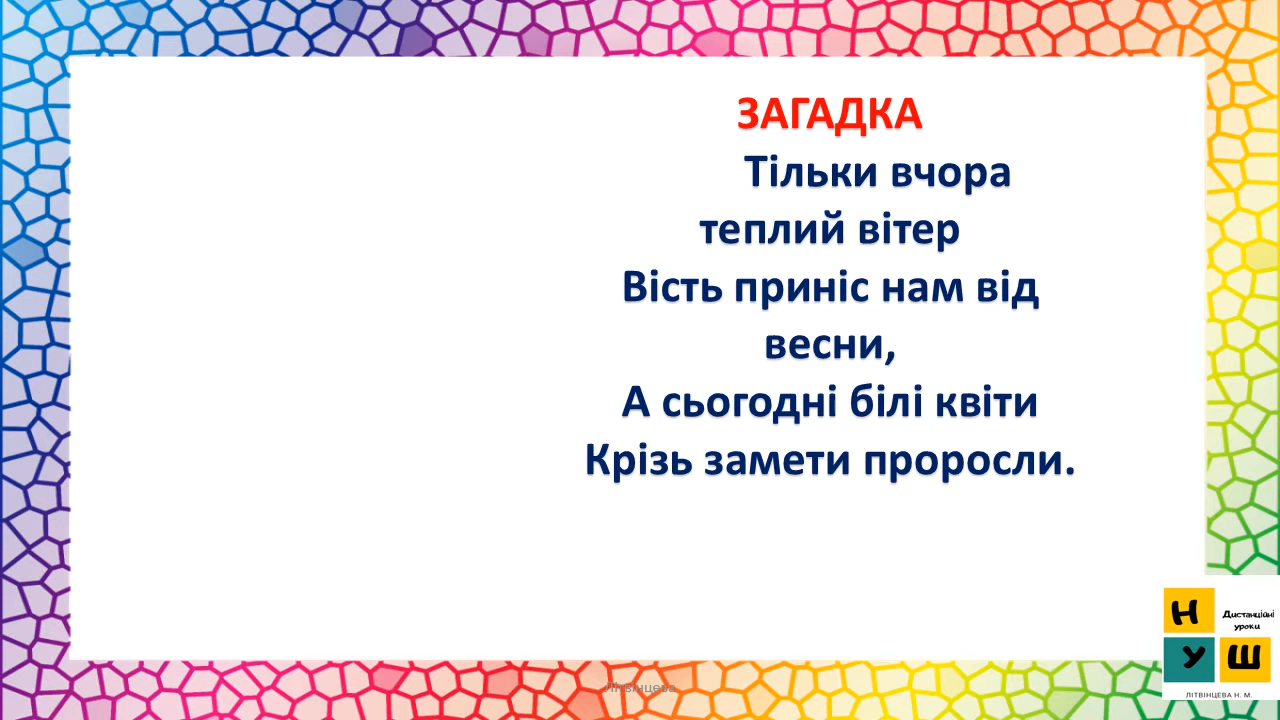 ЗАГАДКА
Тільки вчора
теплий вітер
Вість приніс нам від
весни,
А сьогодні білі квіти
Крізь замети проросли.
Н
Дистанційні
уроки
У Ш
ЛІТВІНЦЕВА Н. М.
Літвінцева